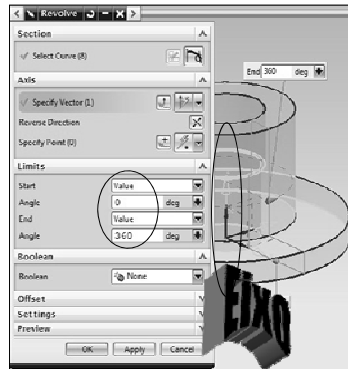 Revolve
Section
Select Curve (8)
Axis
Specify Vector (1)
Reverse Direction
Specify Point (0)
Limits
Start Value
Angle 0 deg
End Value
Angle 360 deg
Boolean
Boolean None
Offset
Settings
Preview
OK Apply Cancel
End 360 deg
Eixo